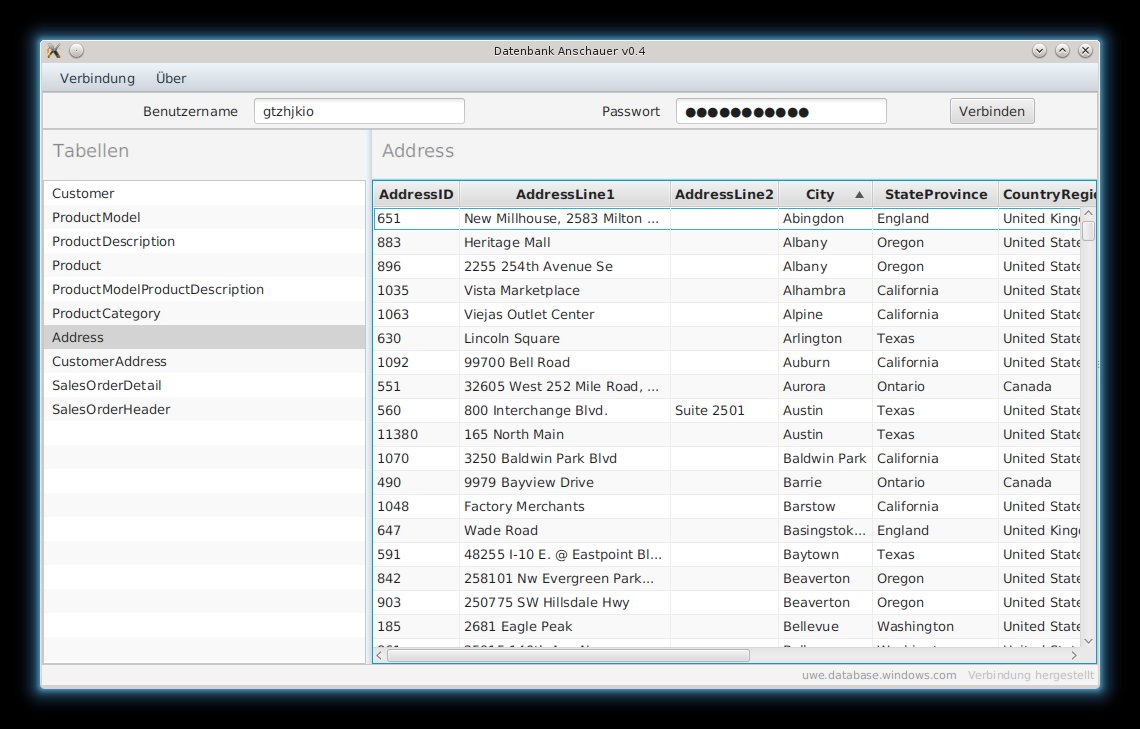 Datenbank Anschauer v0.4
Verbindung Über
Benutzername gtzhjkio Passwort ●●●●●●●●●●● Verbinden
Tabellen
Customer
ProductModel
ProductDescription
Product
ProductModelProductDescription
ProductCategory
Address
CustomerAddress
SalesOrderDetail
SalesOrderHeader
Address
AddressID AddressLine1 AddressLine2 City StateProvince CountryRegi
651 New Millhouse, 2583 Milton ... Abingdon England United King
883 Heritage Mall Albany Oregon United State
896 2255 254th Avenue Se Albany Oregon United State
1035 Vista Marketplace Alhambra California United State
1063 Viejas Outlet Center Alpine California United State
630 Lincoln Square Arlington Texas United State
1092 99700 Bell Road Auburn California United State
551 32605 West 252 Mile Road, ... Aurora Ontario Canada
560 800 Interchange Blvd. Suite 2501 Austin Texas United State
11380 165 North Main Austin Texas United State
1070 3250 Baldwin Park Blvd Baldwin Park California United State
490 9979 Bayview Drive Barrie Ontario Canada
1048 Factory Merchants Barstow California United State
647 Wade Road Basingstok... England United King
591 48255 I-10 E. @ Eastpoint Bl... Baytown Texas United State
842 258101 Nw Evergreen Park... Beaverton Oregon United State
903 250775 SW Hillsdale Hwy Beaverton Oregon United State
185 2681 Eagle Peak Bellevue Washington United State
uwe.database.windows.com Verbindung hergestellt